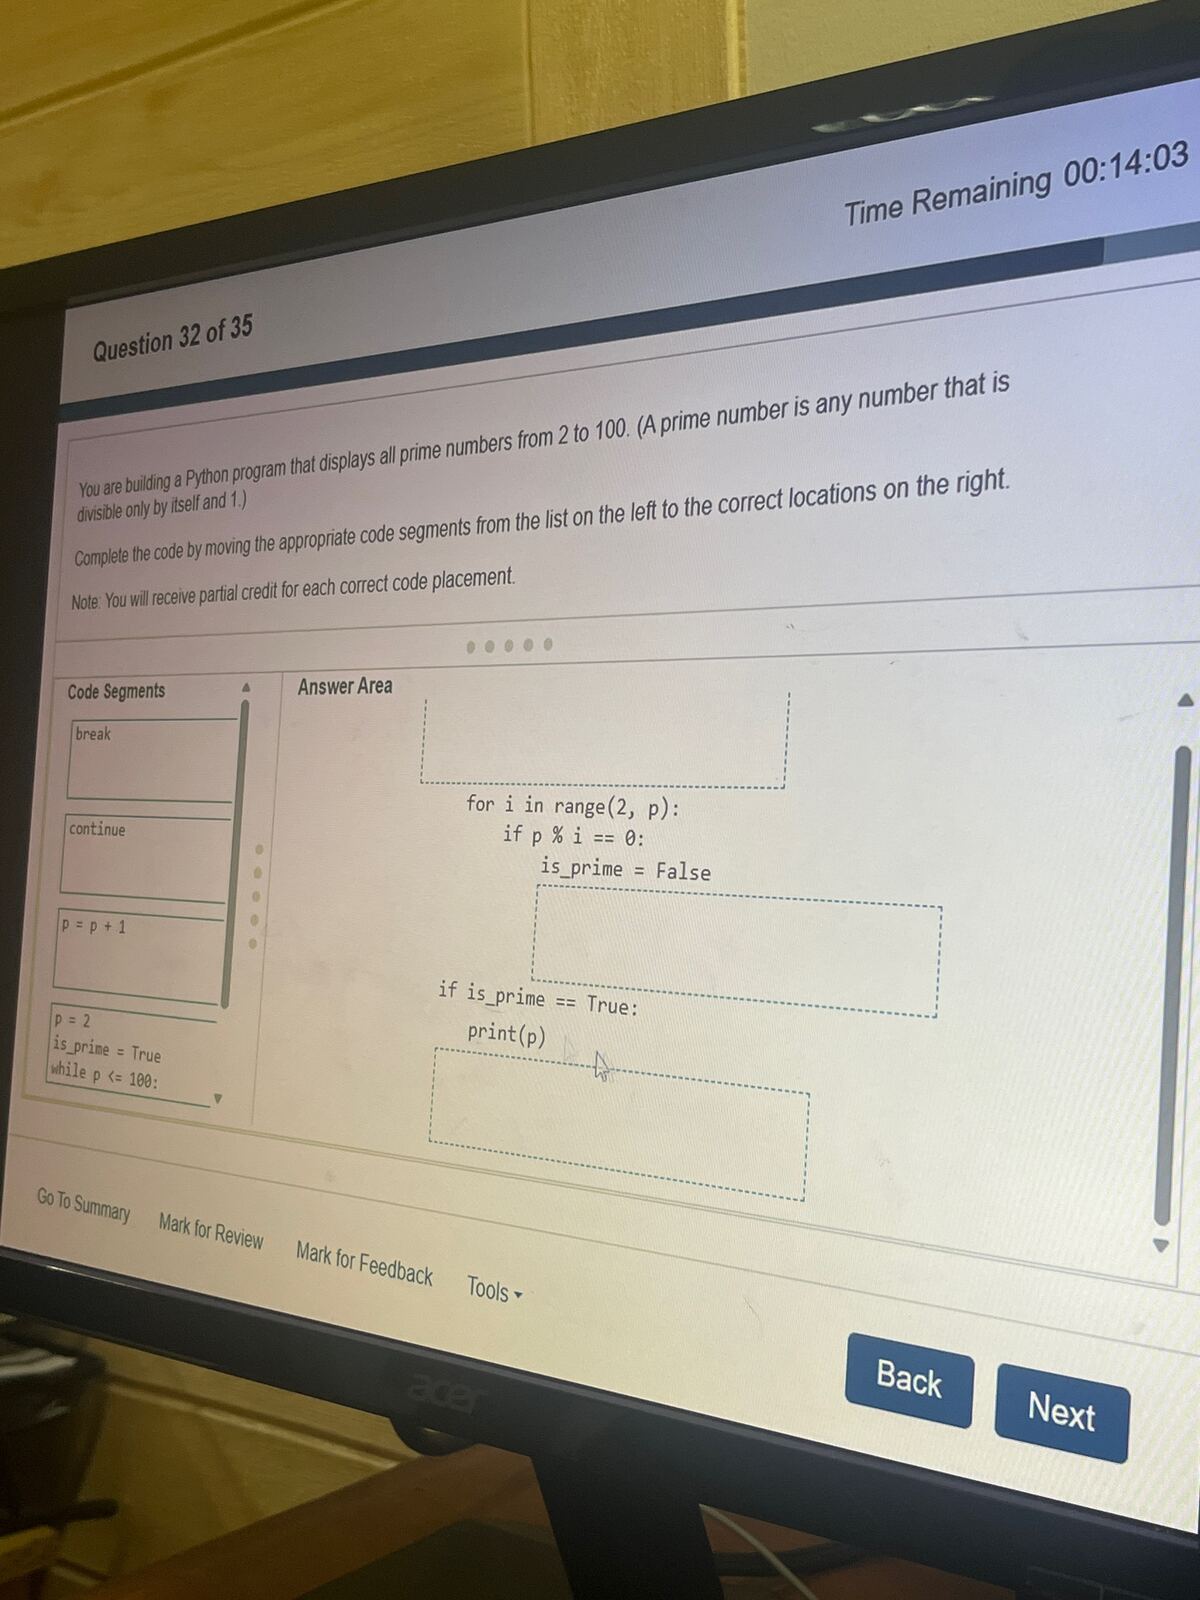 Time Remaining 00:14:03
Question 32 of 35
You are building a Python program that displays all prime numbers from 2 to 100. (A prime number is any number that is
divisible only by itself and 1.)
Complete the code by moving the appropriate code segments from the list on the left to the correct locations on the right.
Note: You will receive partial credit for each correct code placement.
Code Segments
break
continue
p = p + 1
p = 2
is_prime = True
while p <= 100:
Answer Area
for i in range(2, p):
if p % i == 0:
is_prime = False
if is_prime == True:
print(p)
Go To Summary
Mark for Review
Mark for Feedback
Tools
Back
Next
acer